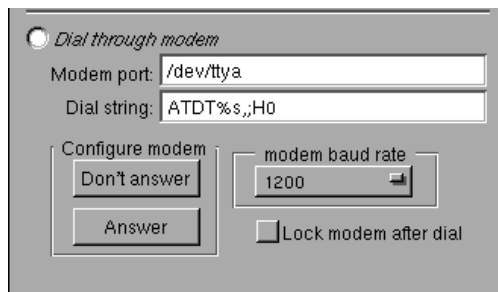 Dial through modem
Modem port: /dev/ttya
Dial string: ATDT%s,;H0
Configure modem
Don't answer
Answer
modem baud rate
1200
Lock modem after dial